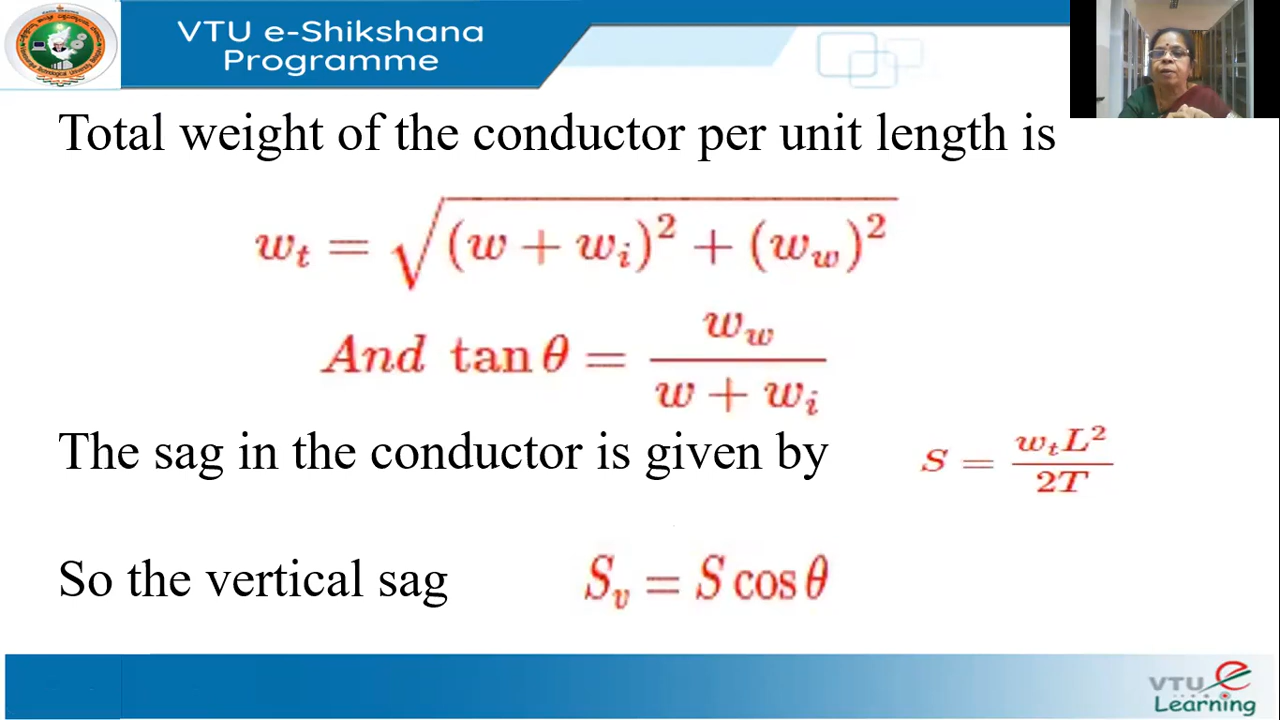 VTU e-Shikshana
Programme
Total weight of the conductor per unit length is
w_t = √((w + w_i)² + (w_w)²)
And tan θ = w_w / (w + w_i)
The sag in the conductor is given by S = w_t L² / 2T
So the vertical sag S_v = S cos θ
VTU e
Learning